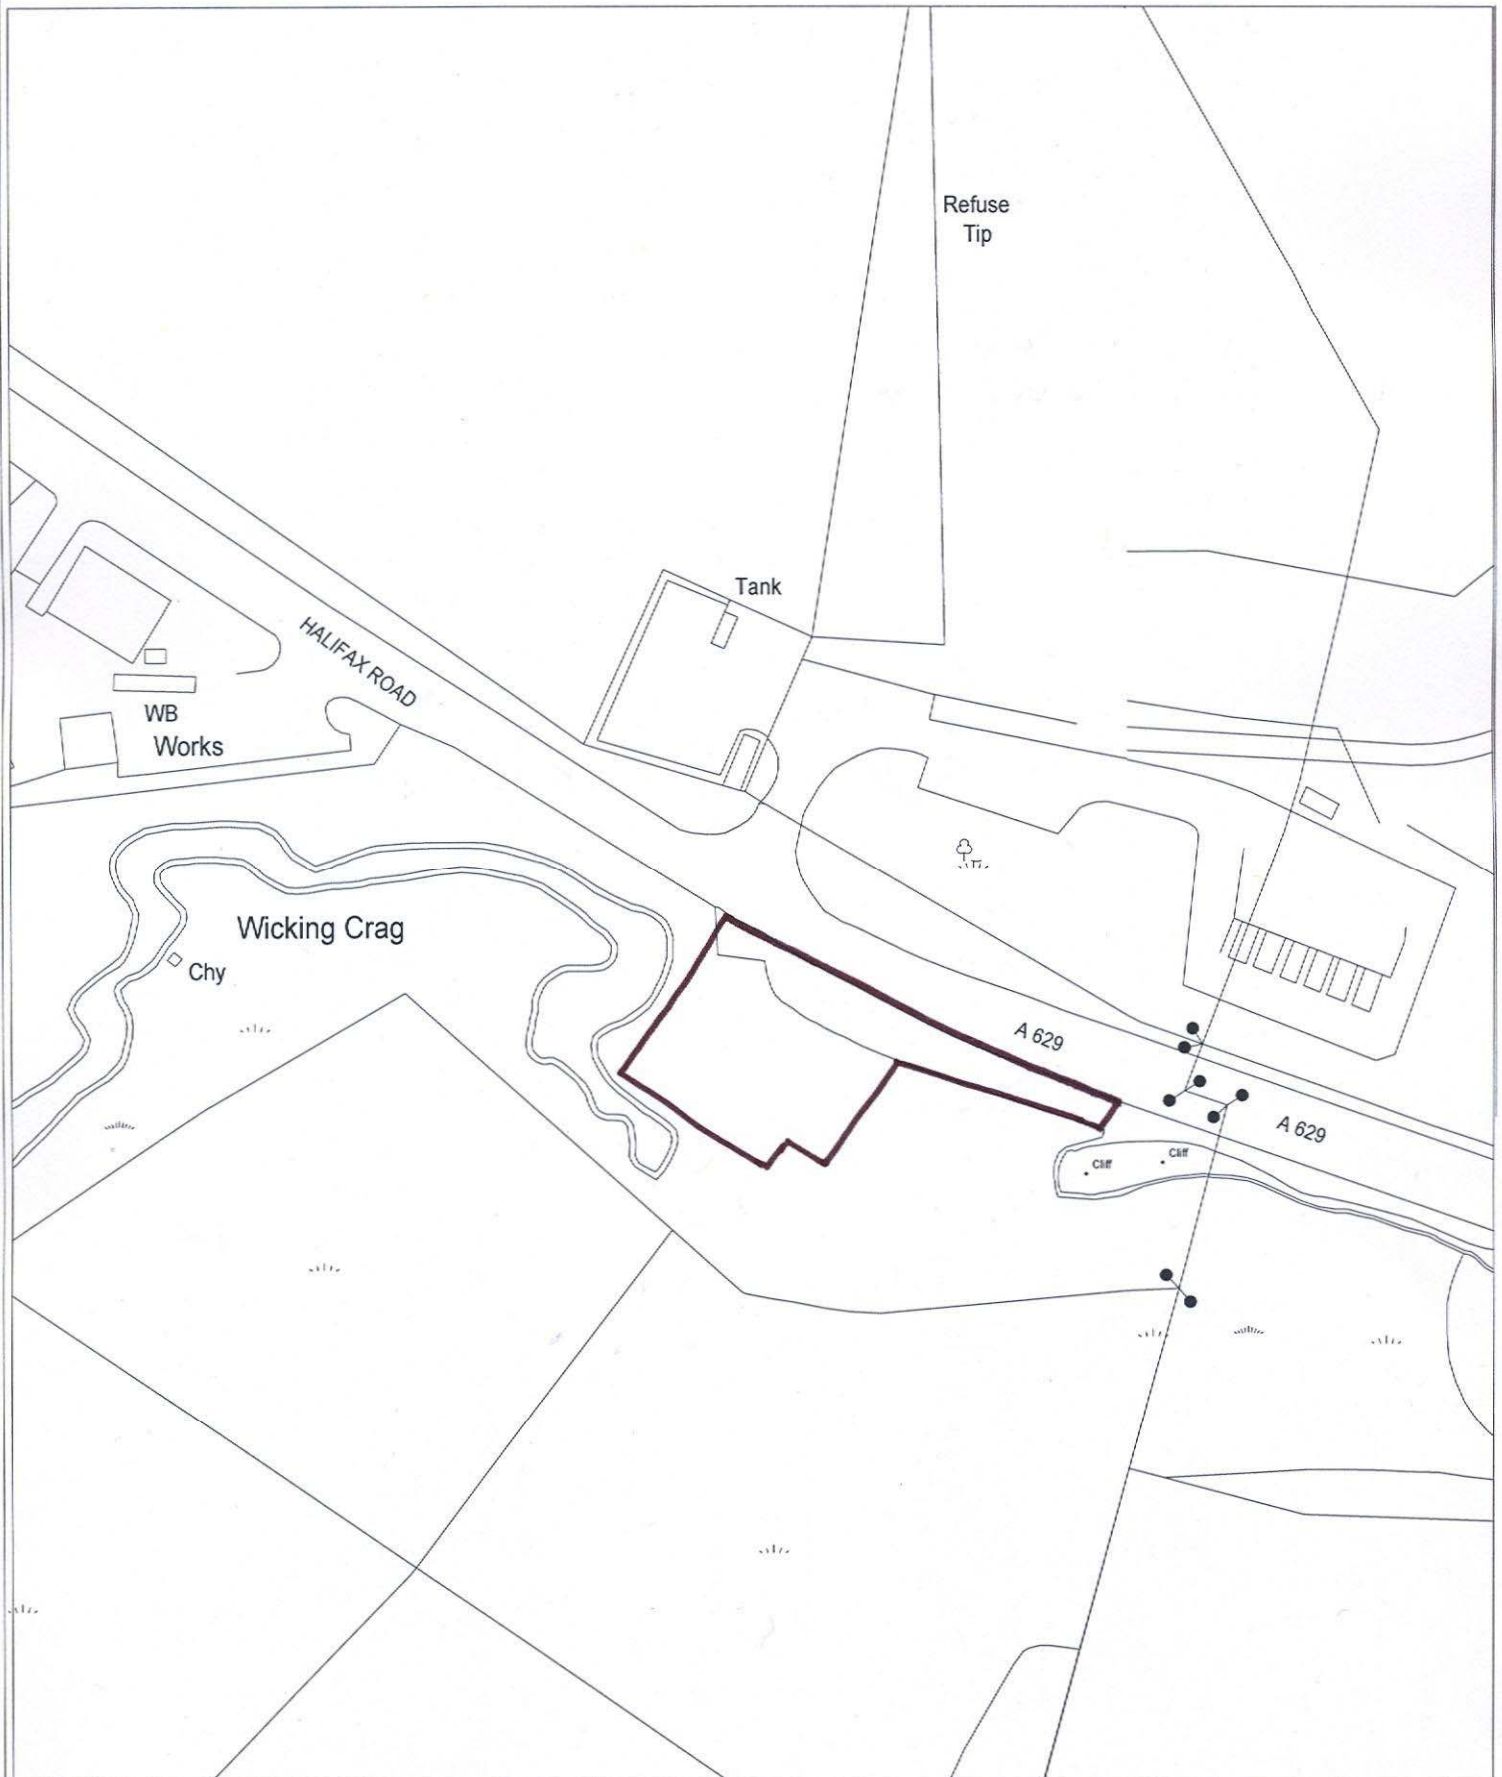 Refuse
Tip
Tank
HALIFAX ROAD
WB
Works
Wicking Crag
Chy
A 629
A 629
Cliff
Cliff